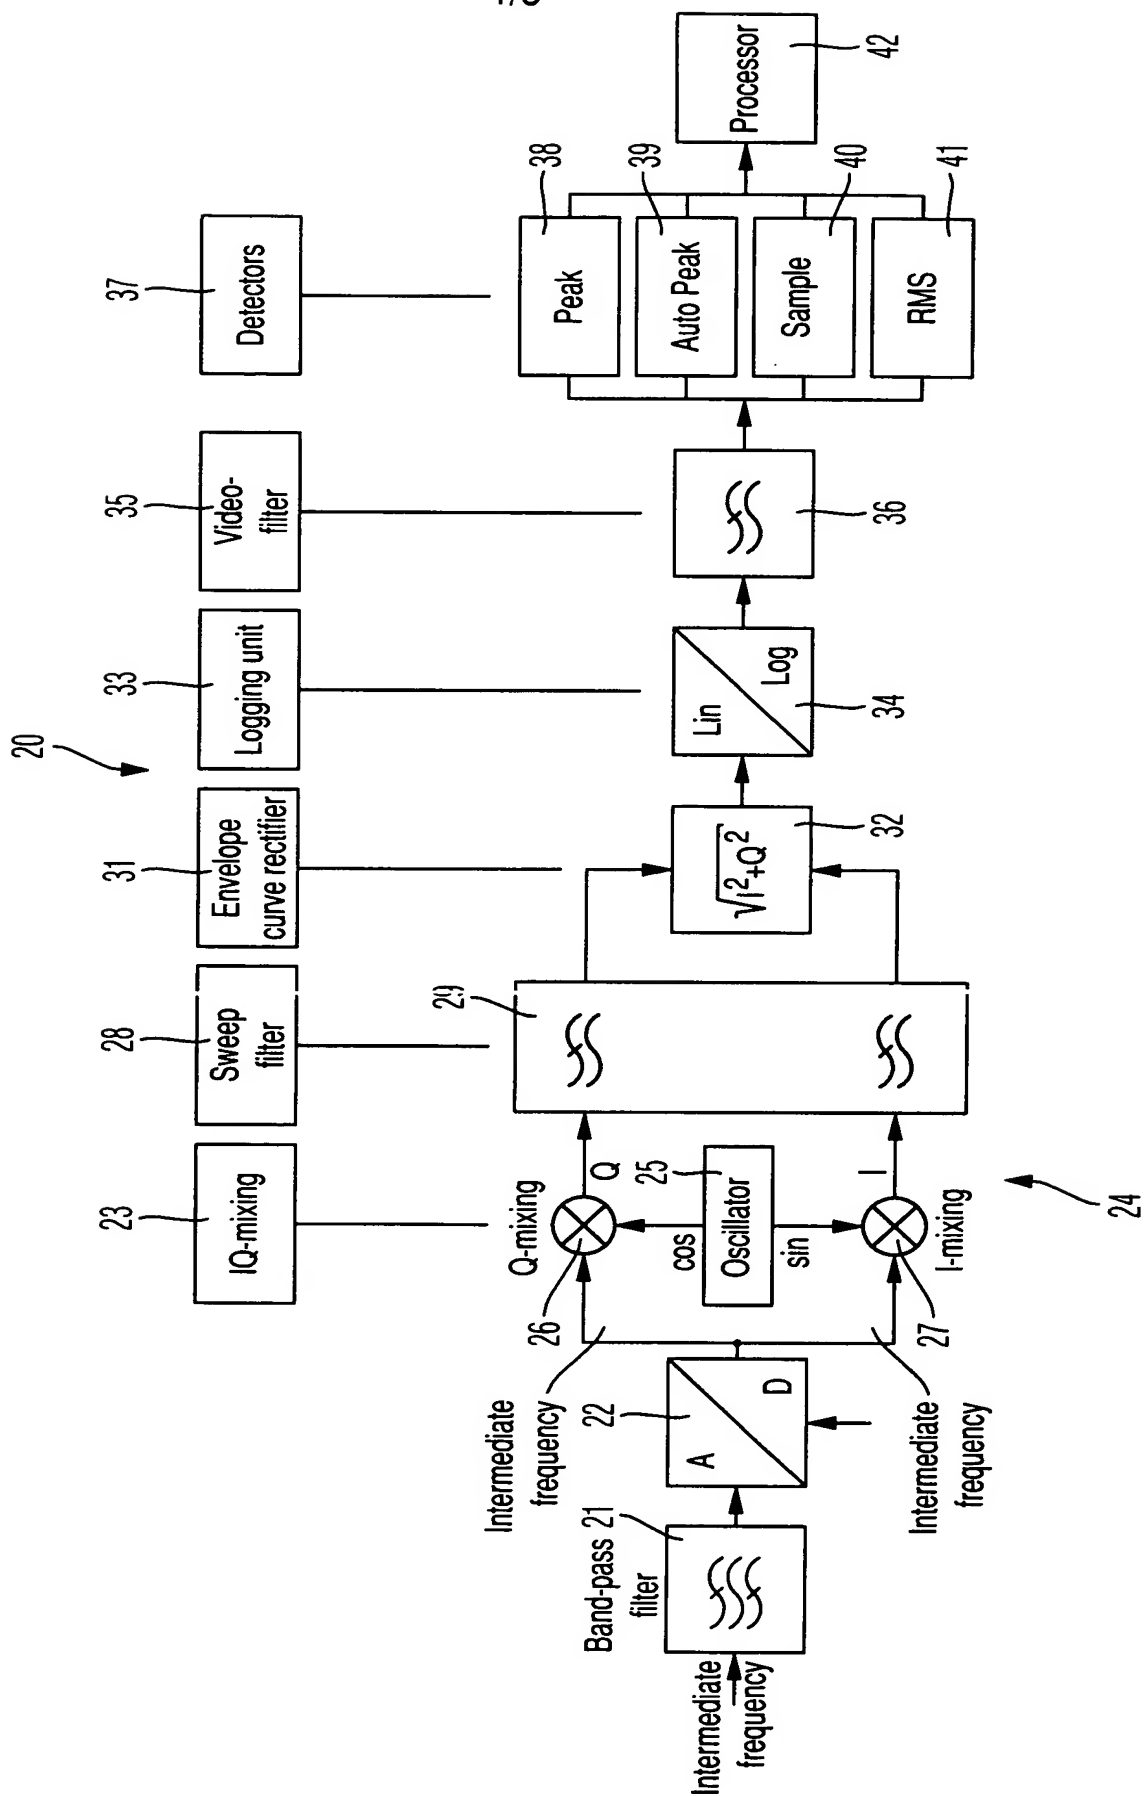 20
23
IQ-mixing
28
Sweep
filter
31
Envelope
curve rectifier
33
Logging unit
35
Video-
filter
37
Detectors
Intermediate
frequency
Band-pass
filter
21
A
D
22
Intermediate
frequency
Intermediate
frequency
26
Q-mixing
Q
cos
Oscillator
25
sin
I
I-mixing
27
24
29
√I²+Q²
32
Lin
Log
34
36
Peak
38
Auto Peak
39
Sample
40
RMS
41
Processor
42